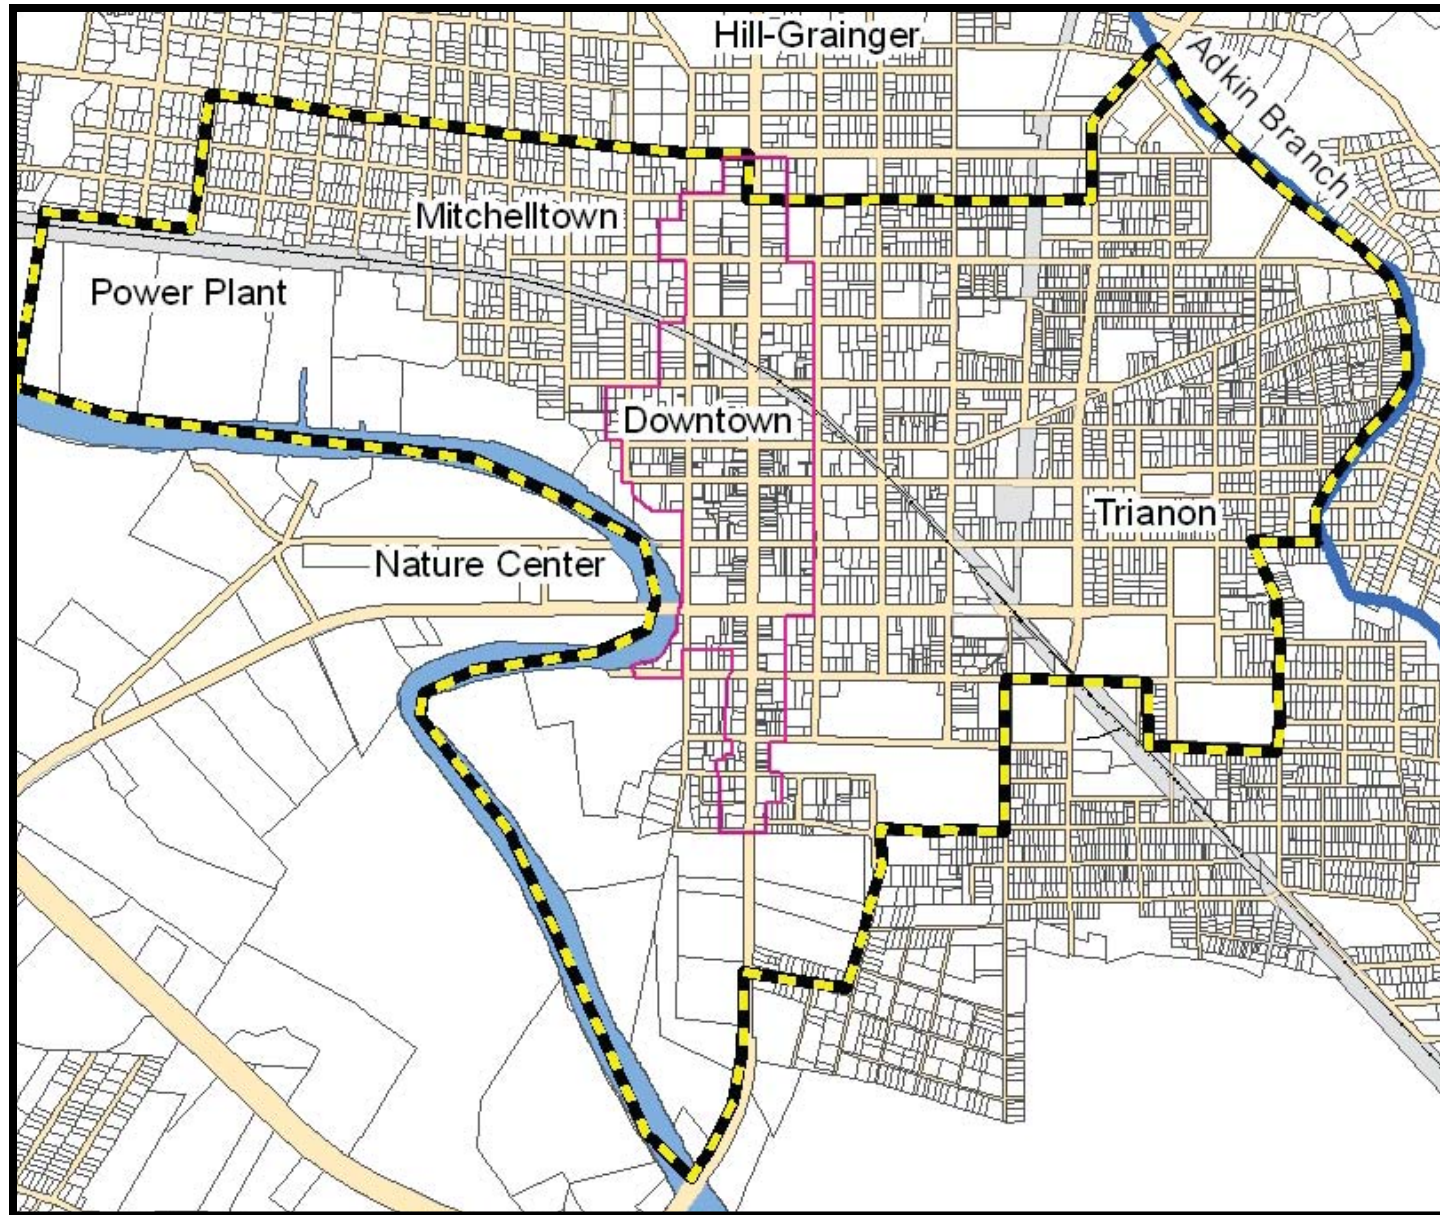 Hill-Grainger
Adkin Branch
Mitchelltown
Power Plant
Downtown
Trianon
Nature Center